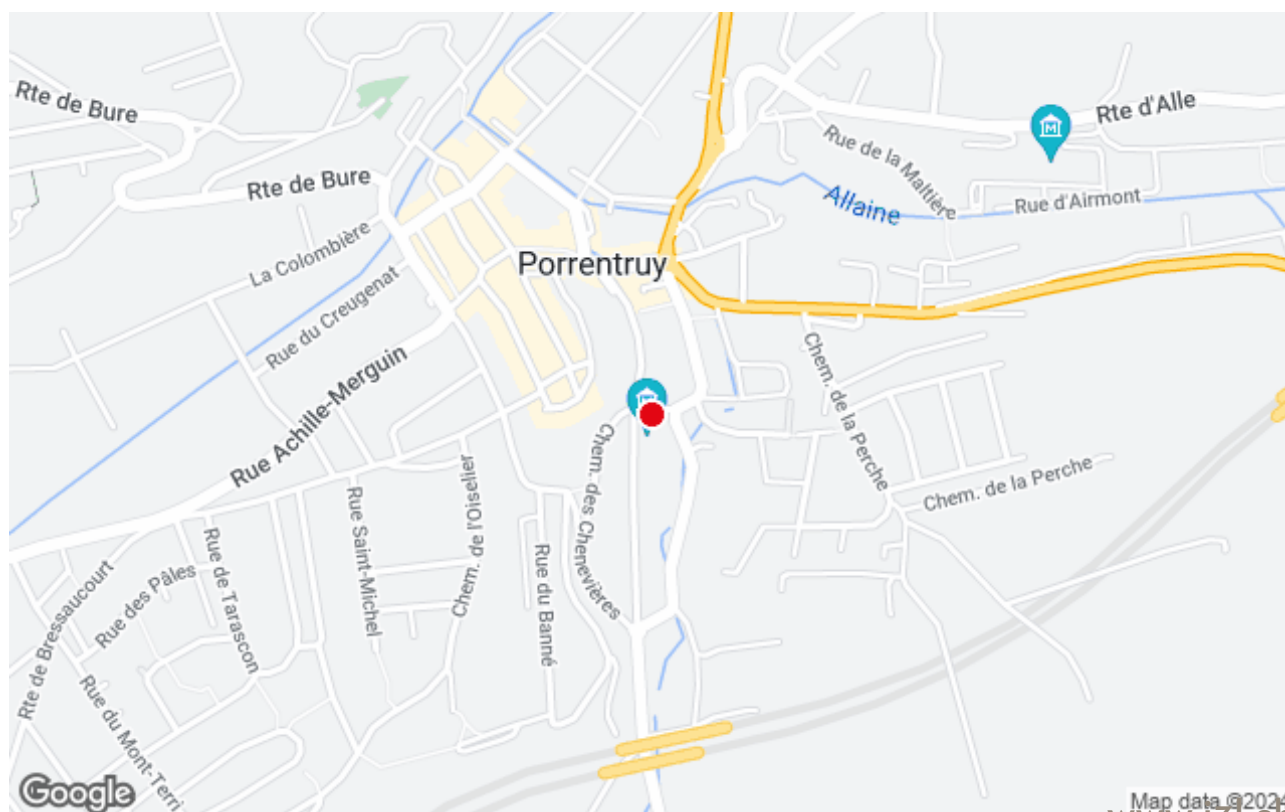 Rte de Bure
Rte d'Alle
Rue de la Maltière
Rte de Bure
Allaine
Rue d'Airmont
La Colombière
Porrentruy
Rue du Creugenat
Rue Achille-Merguin
Chem. de la Perche
Chem. des Chenevières
Chem. de l'Oiselier
Chem. de la Perche
Rue Saint-Michel
Rue de Tarascon
Rue du Banné
Rue des Pâles
Rte de Bressaucourt
Rue du Mont-Terri
Google
Map data ©2024